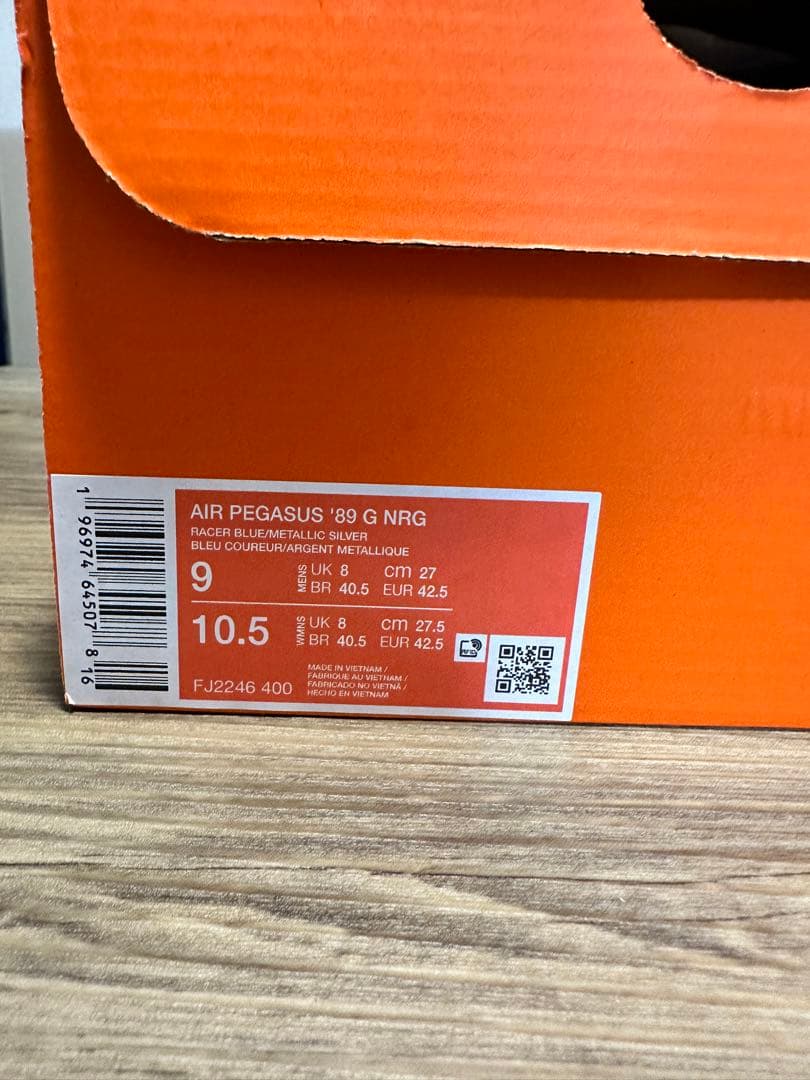 AIR PEGASUS '89 G NRG
RACER BLUE/METALLIC SILVER
BLEU COUREUR/ARGENT METALLIQUE
9 MENS UK 8 cm 27
BR 40.5 EUR 42.5
10.5 WMNS UK 8 cm 27.5
BR 40.5 EUR 42.5
FJ2246 400
MADE IN VIETNAM /
FABRIQUE AU VIETNAM /
FABRICADO NO VIETNÃ /
HECHO EN VIETNAM
1 96974 64507 8 16